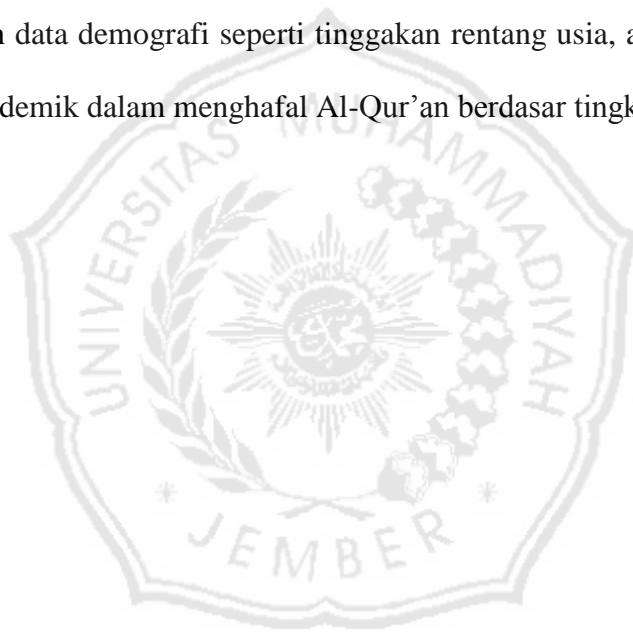 data demografi seperti tinggakan rentang usia, a
demik dalam menghafal Al-Qur’an berdasar tingk
UNIVERSITAS MUHAMMADIYAH
JEMBER